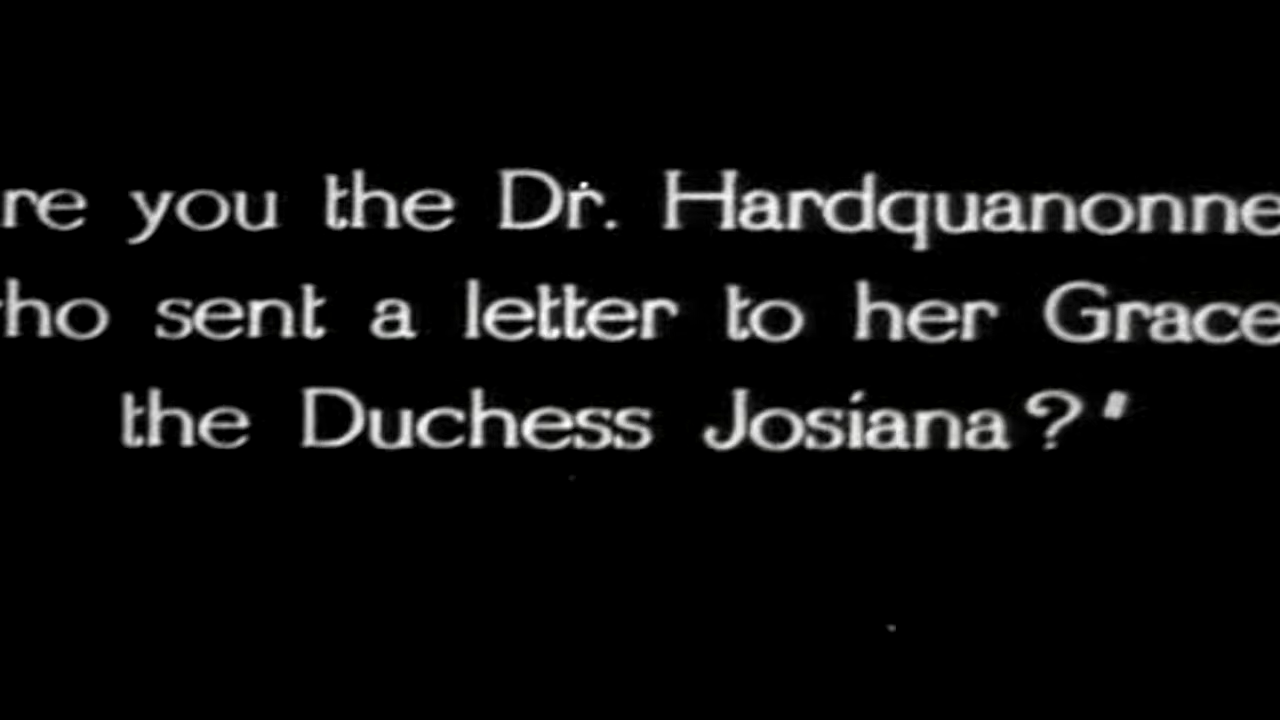 re you the Dr. Hardquanonne
ho sent a letter to her Grace
the Duchess Josiana?"